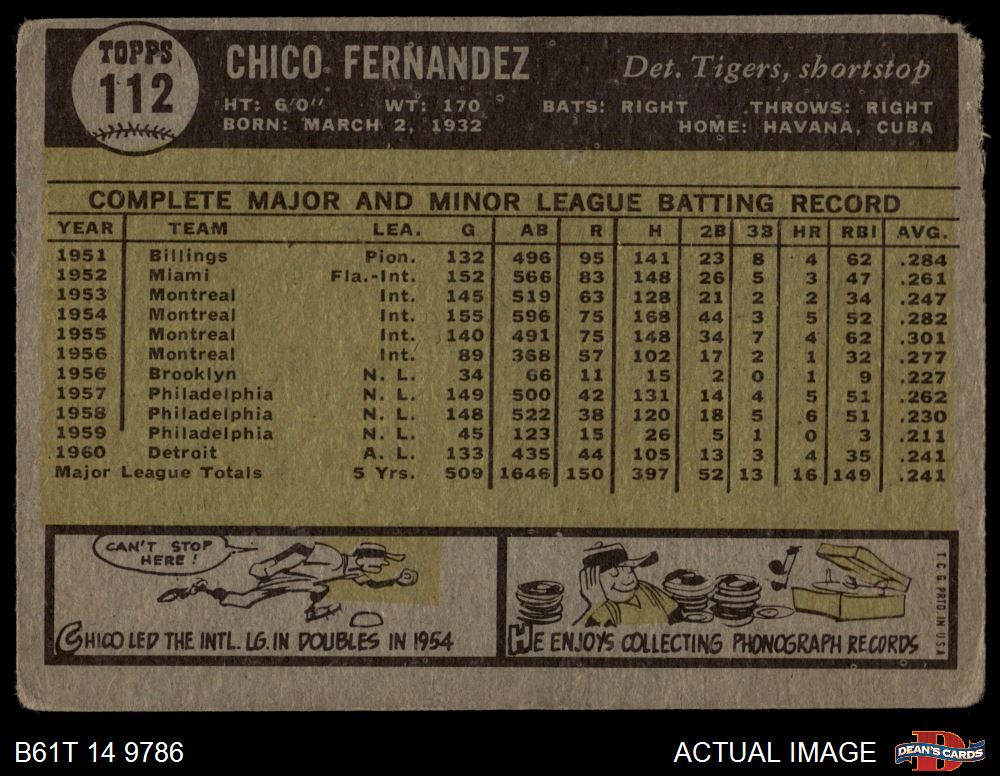 TOPPS
112
CHICO FERNANDEZ
Det. Tigers, shortstop
HT: 6'0" WT: 170 BATS: RIGHT THROWS: RIGHT
BORN: MARCH 2, 1932 HOME: HAVANA, CUBA
COMPLETE MAJOR AND MINOR LEAGUE BATTING RECORD
YEAR TEAM LEA. G AB R H 2B 3B HR RBI AVG.
1951 Billings Pion. 132 496 95 141 23 8 4 62 .284
1952 Miami Fla.-Int. 152 566 83 148 26 5 3 47 .261
1953 Montreal Int. 145 519 63 128 21 2 2 34 .247
1954 Montreal Int. 155 596 75 168 44 3 5 52 .282
1955 Montreal Int. 140 491 75 148 34 7 4 62 .301
1956 Montreal Int. 89 368 57 102 17 2 1 32 .277
1956 Brooklyn N. L. 34 66 11 15 2 0 1 9 .227
1957 Philadelphia N. L. 149 500 42 131 14 4 5 51 .262
1958 Philadelphia N. L. 148 522 38 120 18 5 6 51 .230
1959 Philadelphia N. L. 45 123 15 26 5 1 0 3 .211
1960 Detroit A. L. 133 435 44 105 13 3 4 35 .241
Major League Totals 5 Yrs. 509 1646 150 397 52 13 16 149 .241
CAN'T STOP
HERE!
CHICO LED THE INTL. LG. IN DOUBLES IN 1954
HE ENJOYS COLLECTING PHONOGRAPH RECORDS
T.C.G. PRTD. IN U.S.A.
B61T 14 9786
ACTUAL IMAGE
D
DEAN'S CARDS